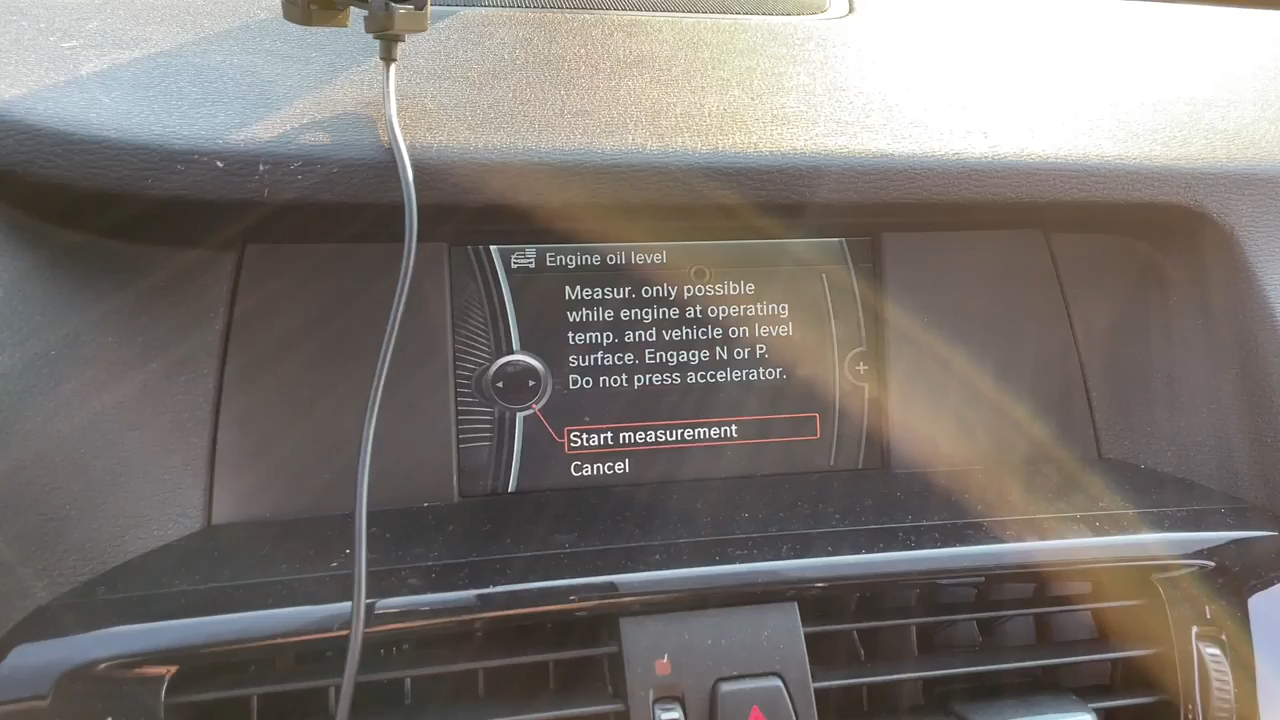 Engine oil level
Measur. only possible
while engine at operating
temp. and vehicle on level
surface. Engage N or P.
Do not press accelerator.
Start measurement
Cancel